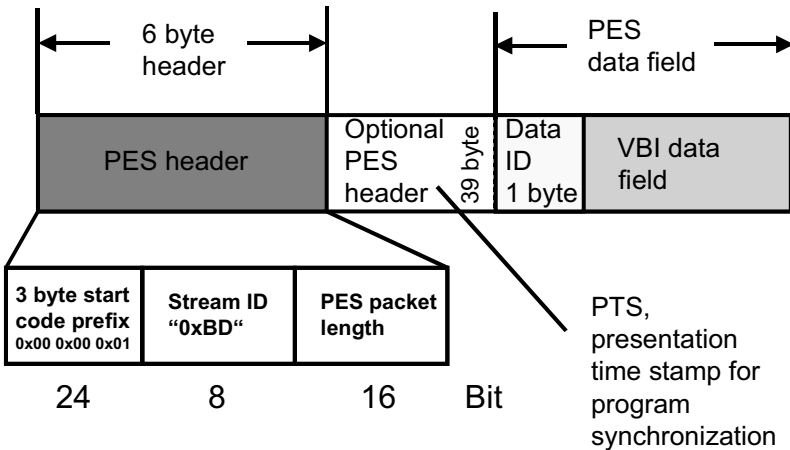 6 byte
header
PES
data field
PES header
Optional
PES
header
39 byte
Data
ID
1 byte
VBI data
field
3 byte start
code prefix
0x00 0x00 0x01
Stream ID
“0xBD“
PES packet
length
24 8 16 Bit
PTS,
presentation
time stamp for
program
synchronization